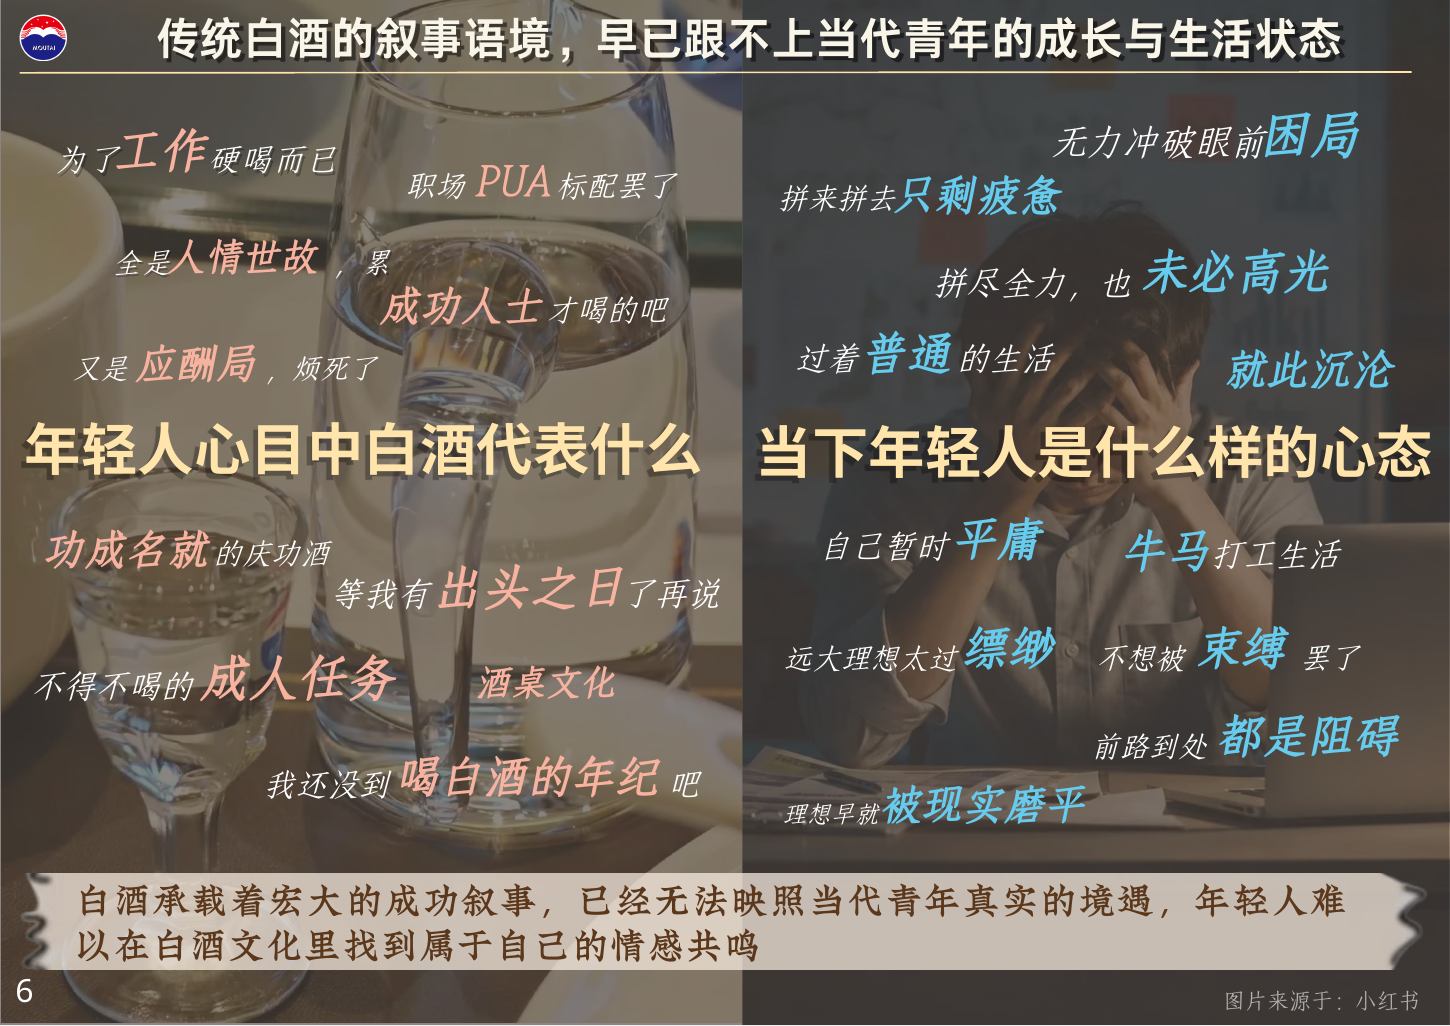 MOUTAI
传统白酒的叙事语境，早已跟不上当代青年的成长与生活状态
为了工作硬喝而已
职场 PUA 标配罢了
全是人情世故，累
成功人士才喝的吧
又是应酬局，烦死了
年轻人心目中白酒代表什么
功成名就的庆功酒
等我有出头之日了再说
不得不喝的成人任务
酒桌文化
我还没到喝白酒的年纪吧
无力冲破眼前困局
拼来拼去只剩疲惫
拼尽全力，也未必高光
过着普通的生活
就此沉沦
当下年轻人是什么样的心态
自己暂时平庸
牛马打工生活
远大理想太过缥缈
不想被束缚罢了
前路到处都是阻碍
理想早就被现实磨平
白酒承载着宏大的成功叙事，已经无法映照当代青年真实的境遇，年轻人难
以在白酒文化里找到属于自己的情感共鸣
6
图片来源于：小红书